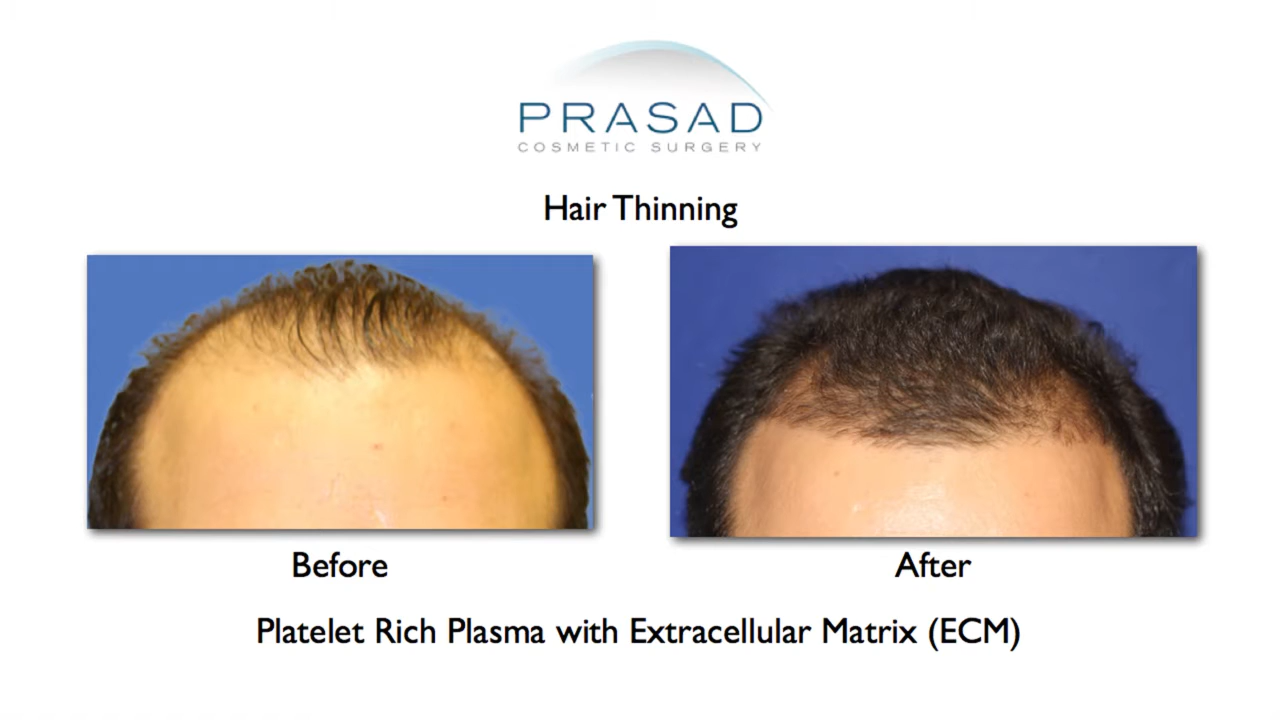 PRASAD
COSMETIC SURGERY
Hair Thinning
Before
After
Platelet Rich Plasma with Extracellular Matrix (ECM)